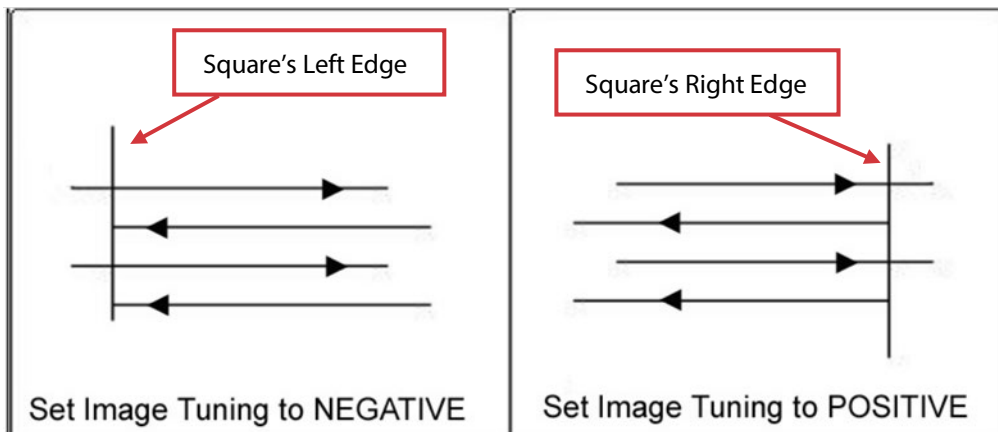 Square’s Left Edge
Square’s Right Edge
Set Image Tuning to NEGATIVE
Set Image Tuning to POSITIVE